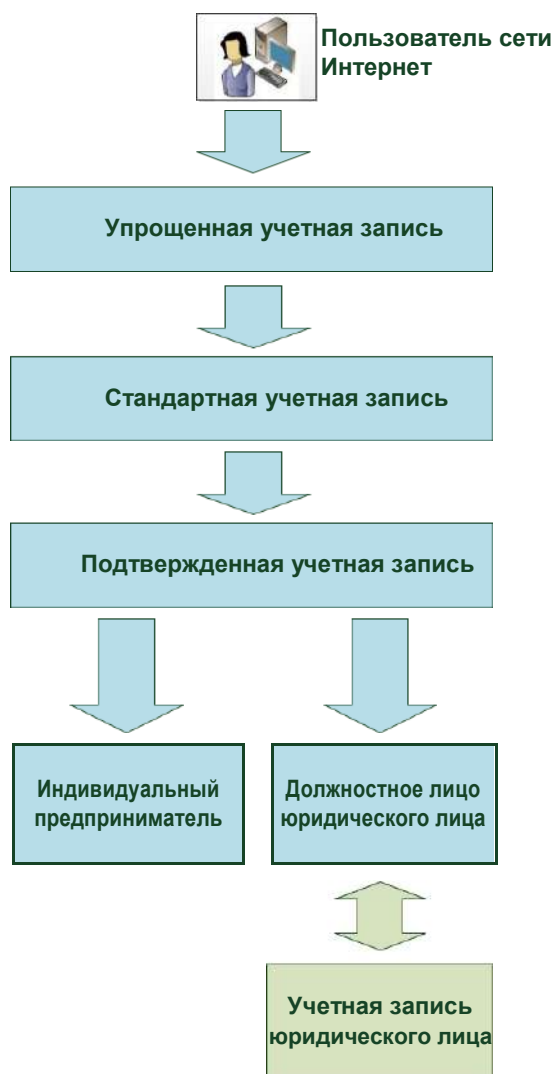 Пользователь сети
Интернет
Упрощенная учетная запись
Стандартная учетная запись
Подтвержденная учетная запись
Индивидуальный
предприниматель
Должностное лицо
юридического лица
Учетная запись
юридического лица